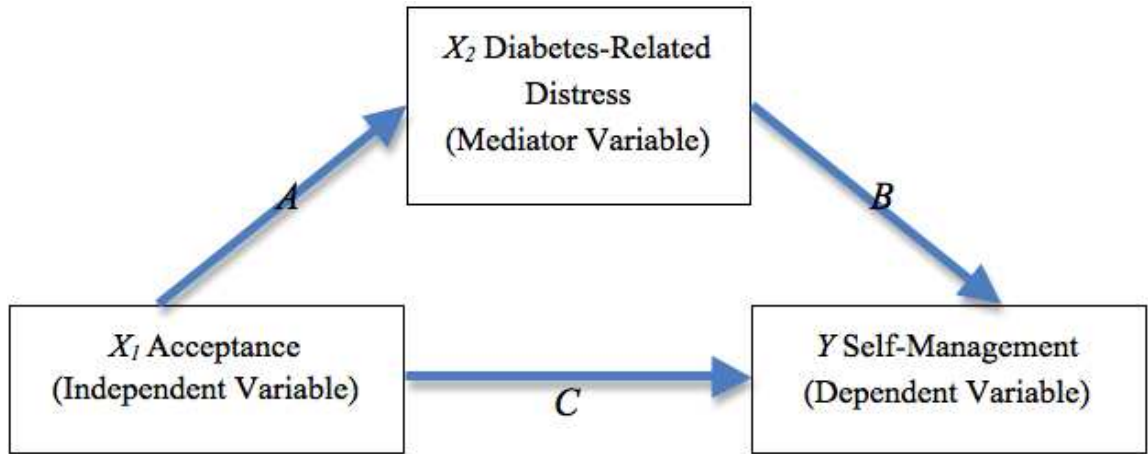 X₂ Diabetes-Related
Distress
(Mediator Variable)
A
B
X₁ Acceptance
(Independent Variable)
C
Y Self-Management
(Dependent Variable)